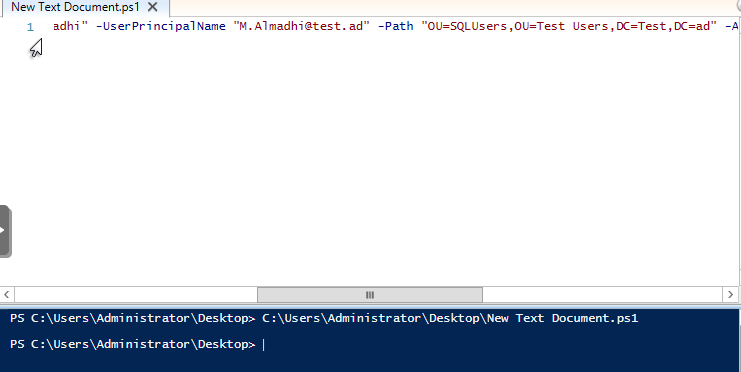 New Text Document.ps1 X
1 adhi" -UserPrincipalName "M.Almadhi@test.ad" -Path "OU=SQLUsers,OU=Test Users,DC=Test,DC=ad" -A
PS C:\Users\Administrator\Desktop> C:\Users\Administrator\Desktop\New Text Document.ps1
PS C:\Users\Administrator\Desktop>